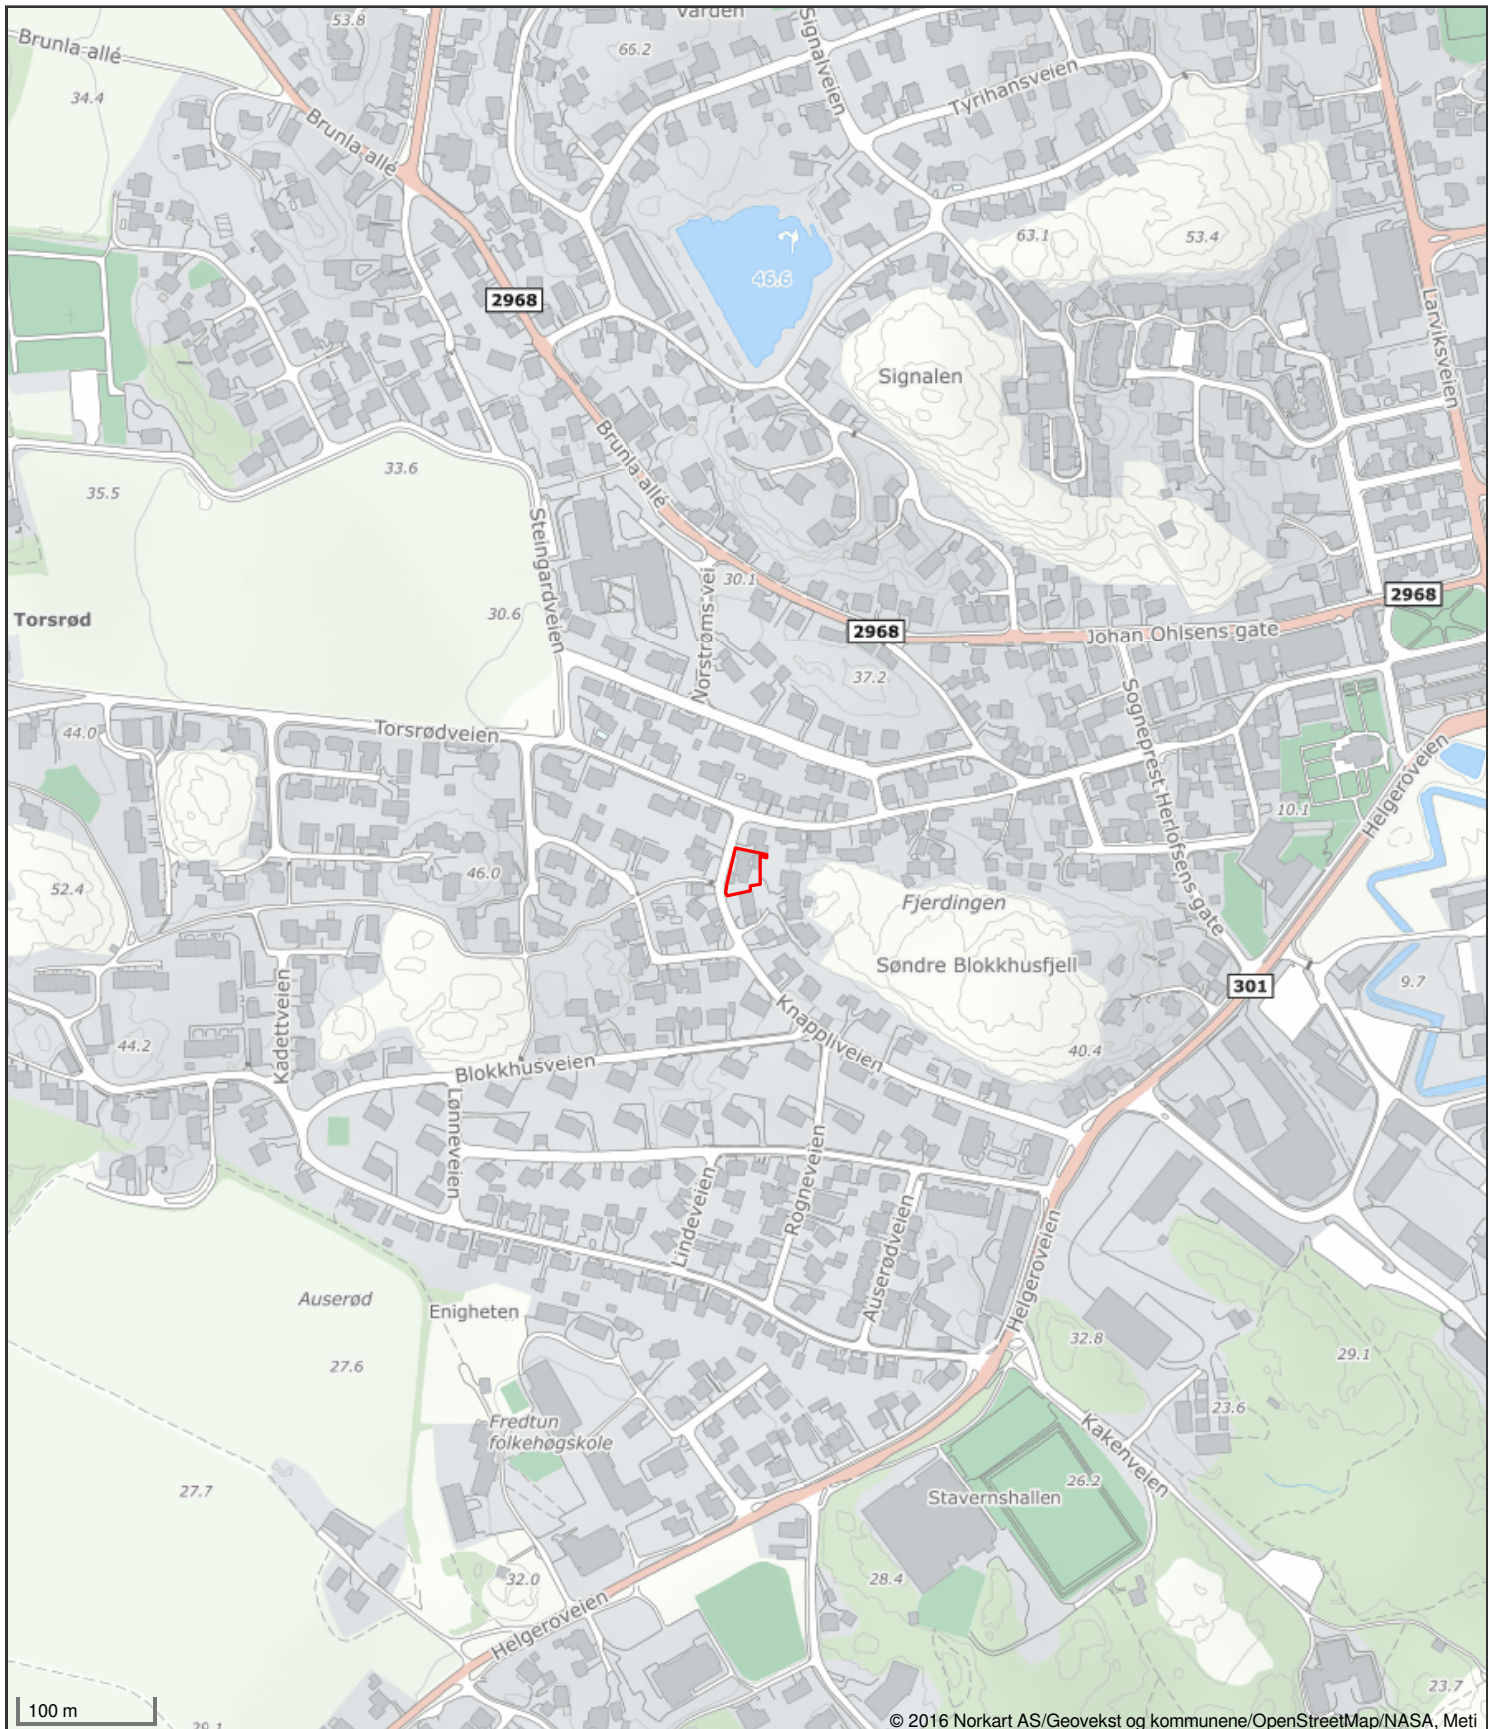 Varden
53.8
Brunla allé
66.2
Signalveien
Tyrihansveien
34.4
Brunla allé
63.1
53.4
46.6
2968
Larviksveien
Signalen
33.6
35.5
Brunla allé
Steingardveien
30.1
Norstrøms vei
30.6
Torsrød
2968
2968
Johan Ohlsens gate
37.2
Sogneprest Herlofsens gate
44.0
Torsrødveien
Helgeroveien
10.1
46.0
52.4
Fjerdingen
Søndre Blokkhusfjell
301
9.7
Kadettveien
Knappliveien
44.2
40.4
Blokkhusveien
Lønneveien
Rogneveien
Lindeveien
Auserødveien
Helgeroveien
Auserød
Enigheten
32.8
27.6
29.1
23.6
Fredtun
folkehøgskole
Kakenveien
26.2
27.7
Stavernshallen
28.4
32.0
Helgeroveien
23.7
100 m
29.1
© 2016 Norkart AS/Geovekst og kommunene/OpenStreetMap/NASA, Meti